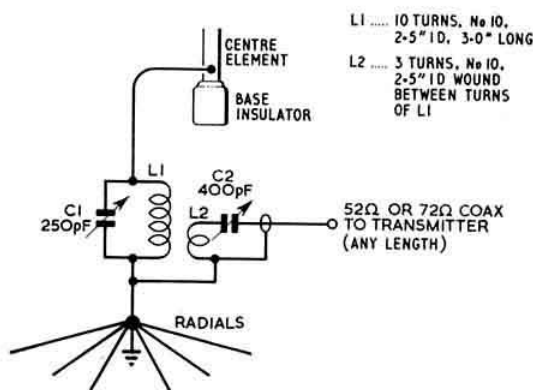 L1 ..... 10 TURNS, No 10,
2·5" ID, 3·0" LONG
L2 ..... 3 TURNS, No 10,
2·5" ID WOUND
BETWEEN TURNS
OF L1
CENTRE
ELEMENT
BASE
INSULATOR
L1
C2
400pF
C1
250pF
L2
52Ω OR 72Ω COAX
TO TRANSMITTER
(ANY LENGTH)
RADIALS